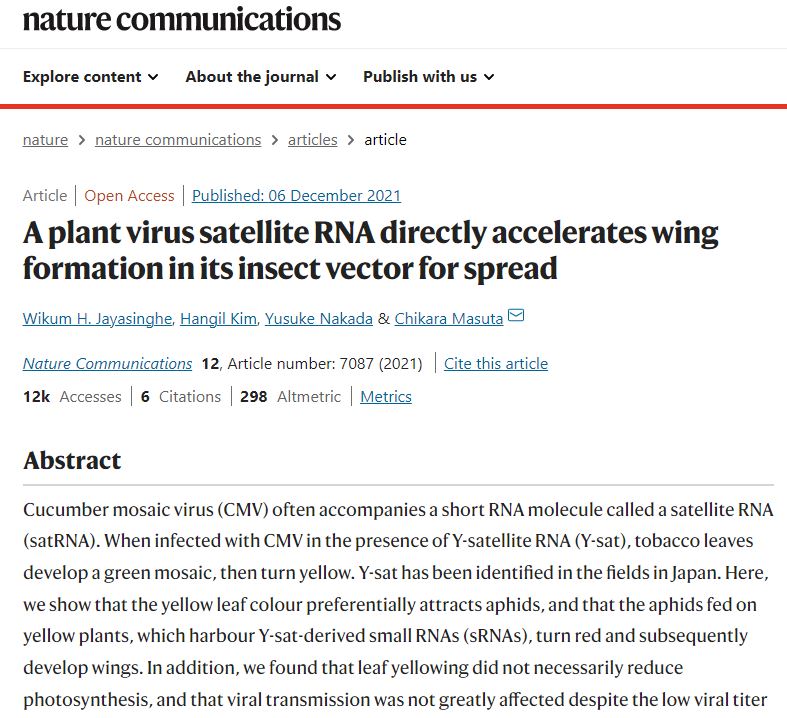 nature communications
Explore content About the journal Publish with us
nature > nature communications > articles > article
Article | Open Access | Published: 06 December 2021
A plant virus satellite RNA directly accelerates wing
formation in its insect vector for spread
Wikum H. Jayasinghe, Hangil Kim, Yusuke Nakada & Chikara Masuta
Nature Communications 12, Article number: 7087 (2021) | Cite this article
12k Accesses | 6 Citations | 298 Altmetric | Metrics
Abstract
Cucumber mosaic virus (CMV) often accompanies a short RNA molecule called a satellite RNA
(satRNA). When infected with CMV in the presence of Y-satellite RNA (Y-sat), tobacco leaves
develop a green mosaic, then turn yellow. Y-sat has been identified in the fields in Japan. Here,
we show that the yellow leaf colour preferentially attracts aphids, and that the aphids fed on
yellow plants, which harbour Y-sat-derived small RNAs (sRNAs), turn red and subsequently
develop wings. In addition, we found that leaf yellowing did not necessarily reduce
photosynthesis, and that viral transmission was not greatly affected despite the low viral titer